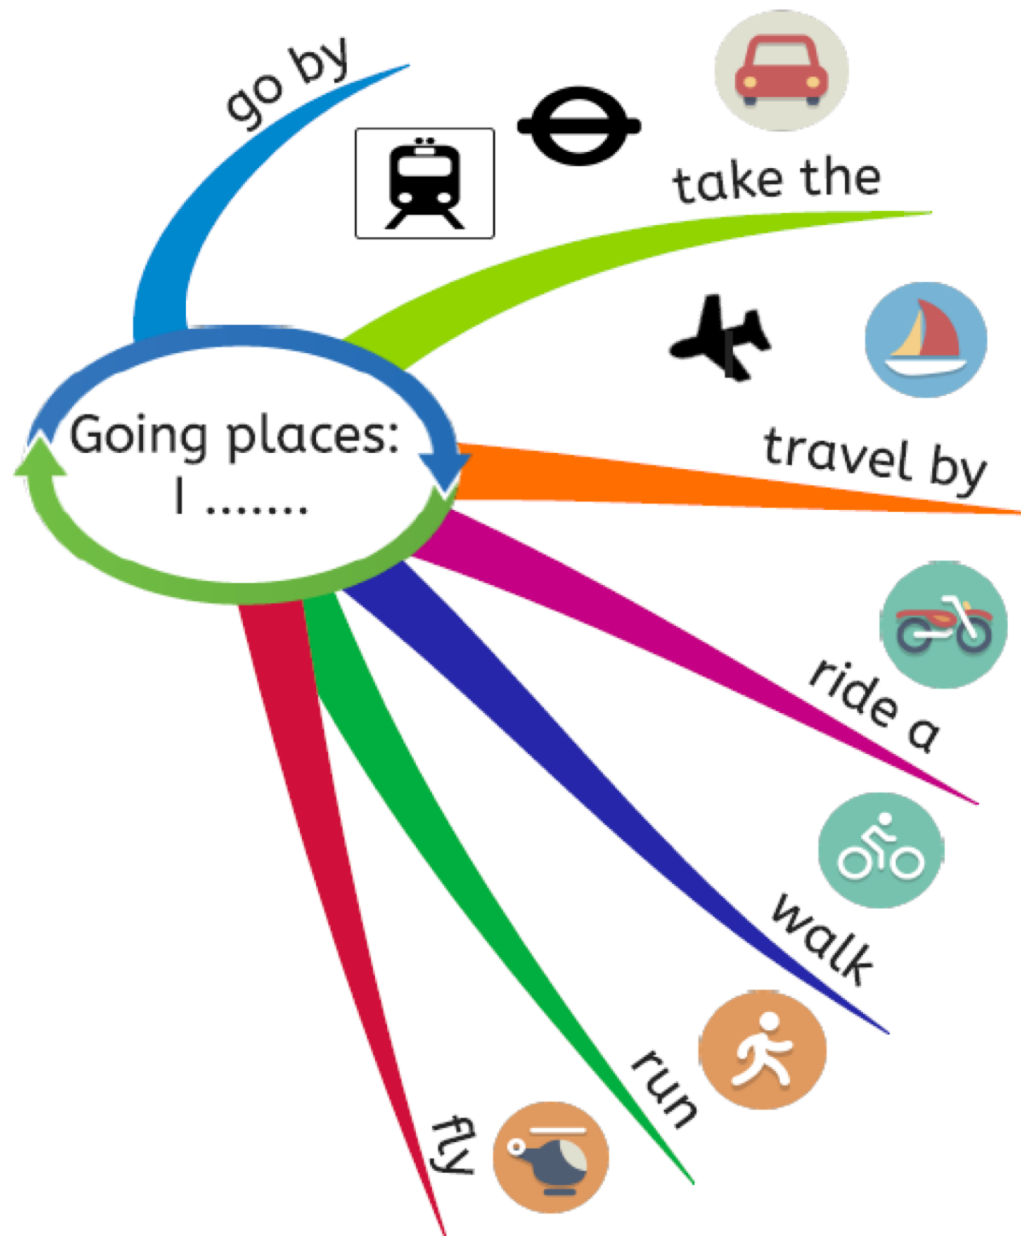 go by
take the
Going places:
I .......
travel by
ride a
walk
run
fly